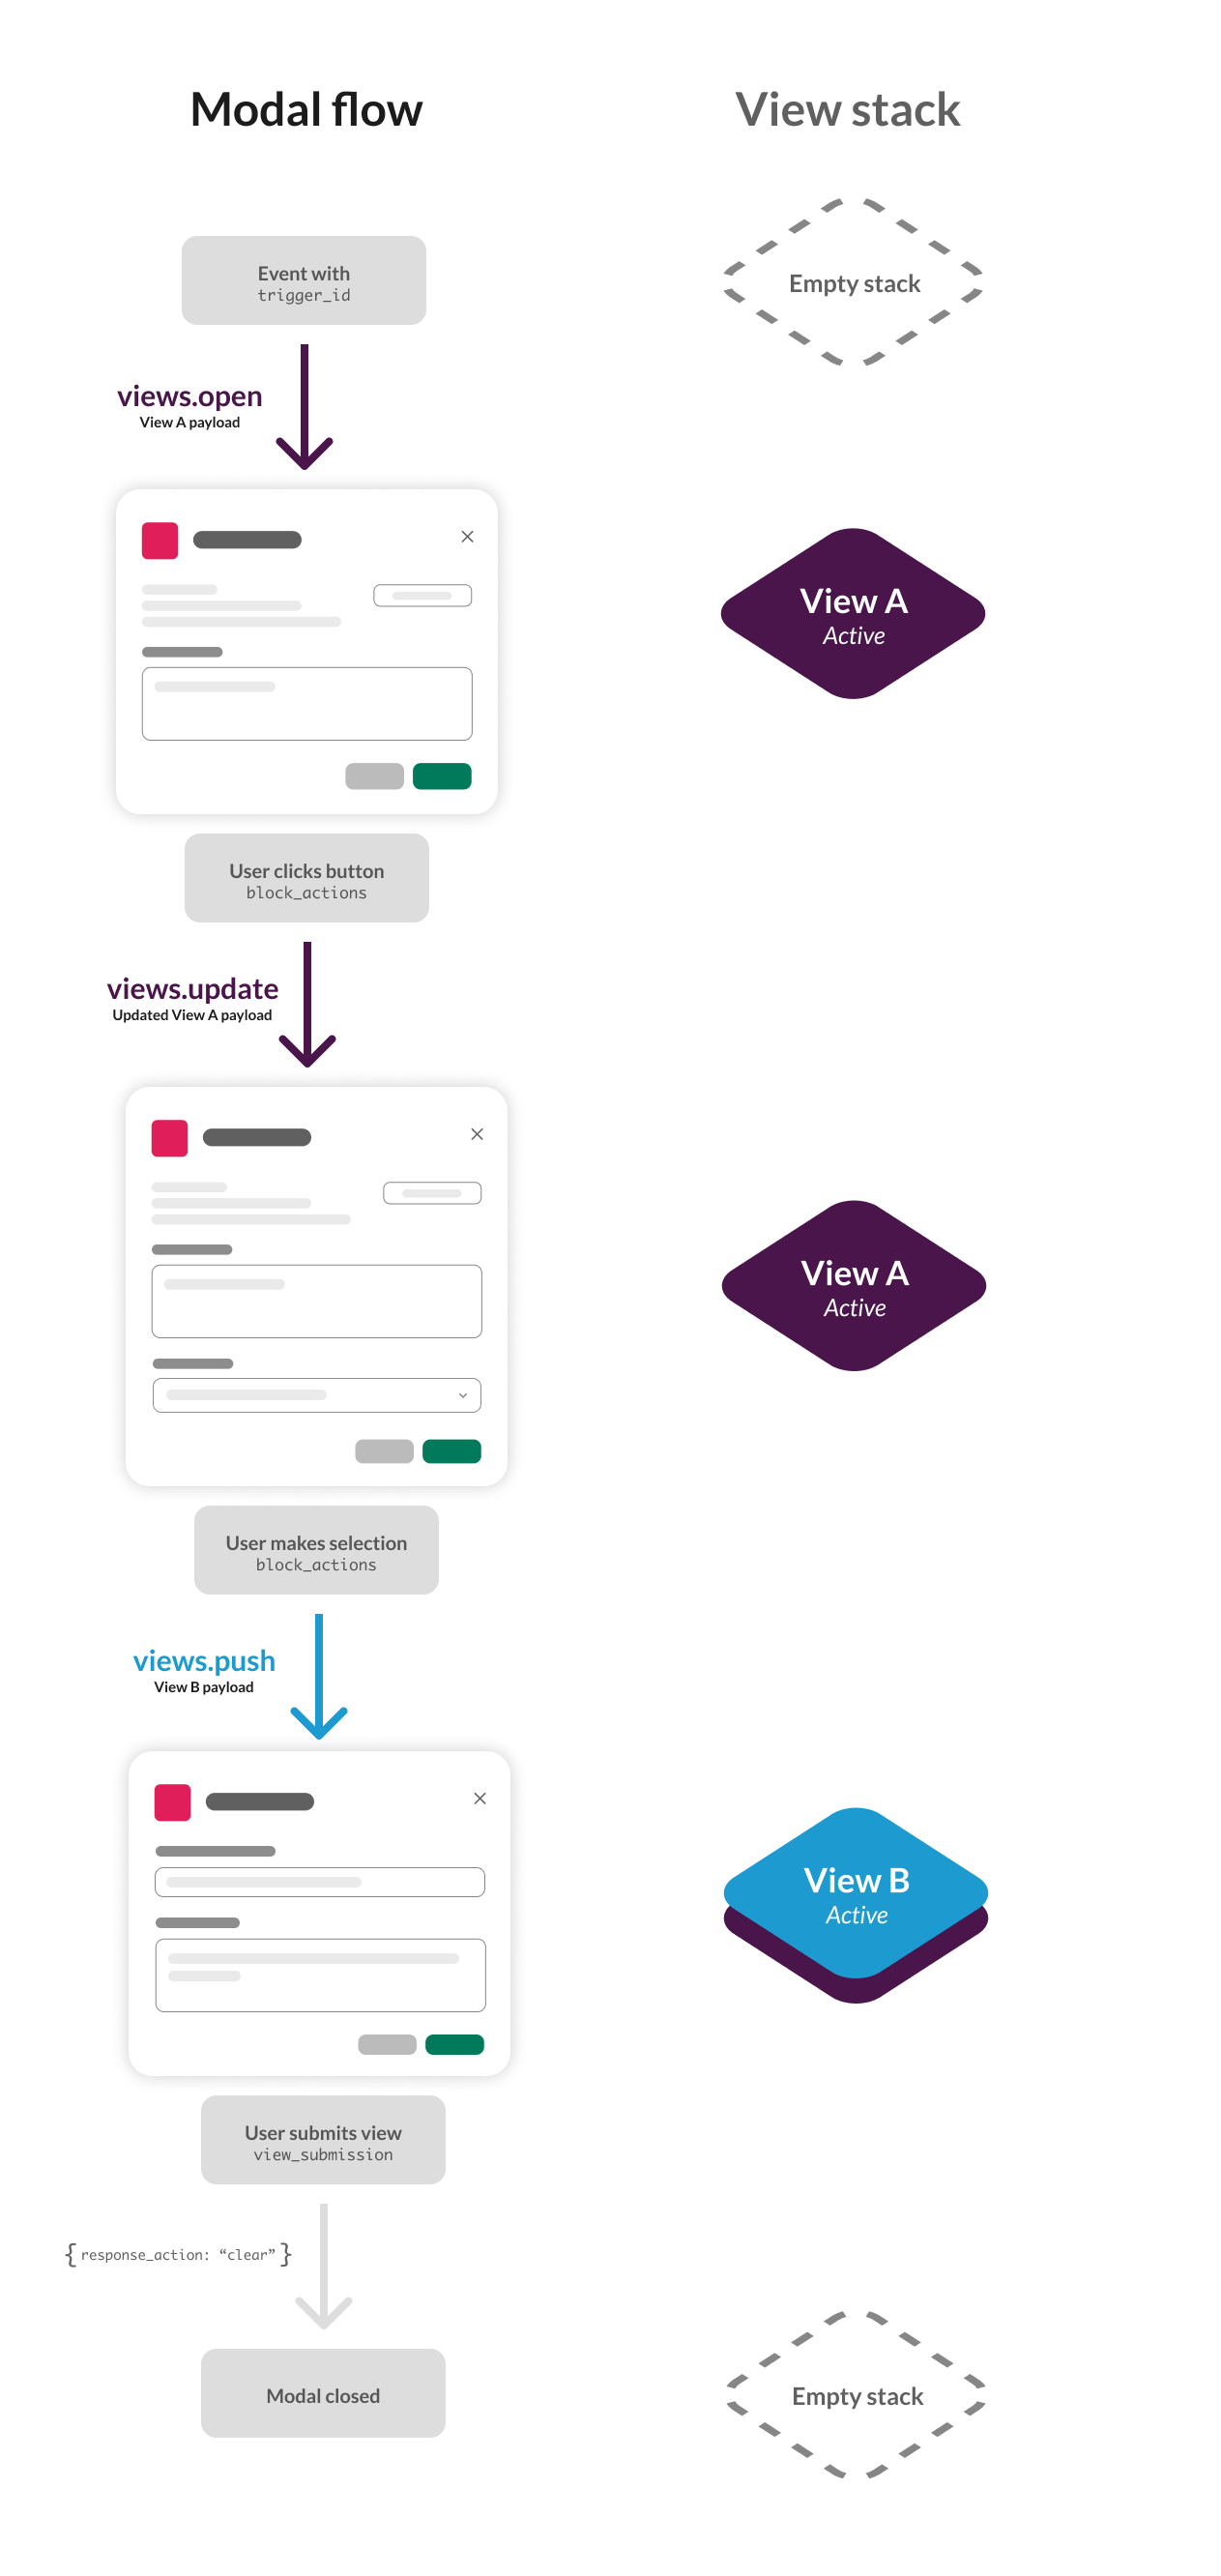 Modal flow
View stack
Event with
trigger_id
Empty stack
views.open
View A payload
View A
Active
User clicks button
block_actions
views.update
Updated View A payload
View A
Active
User makes selection
block_actions
views.push
View B payload
View B
Active
User submits view
view_submission
{ response_action: “clear” }
Modal closed
Empty stack